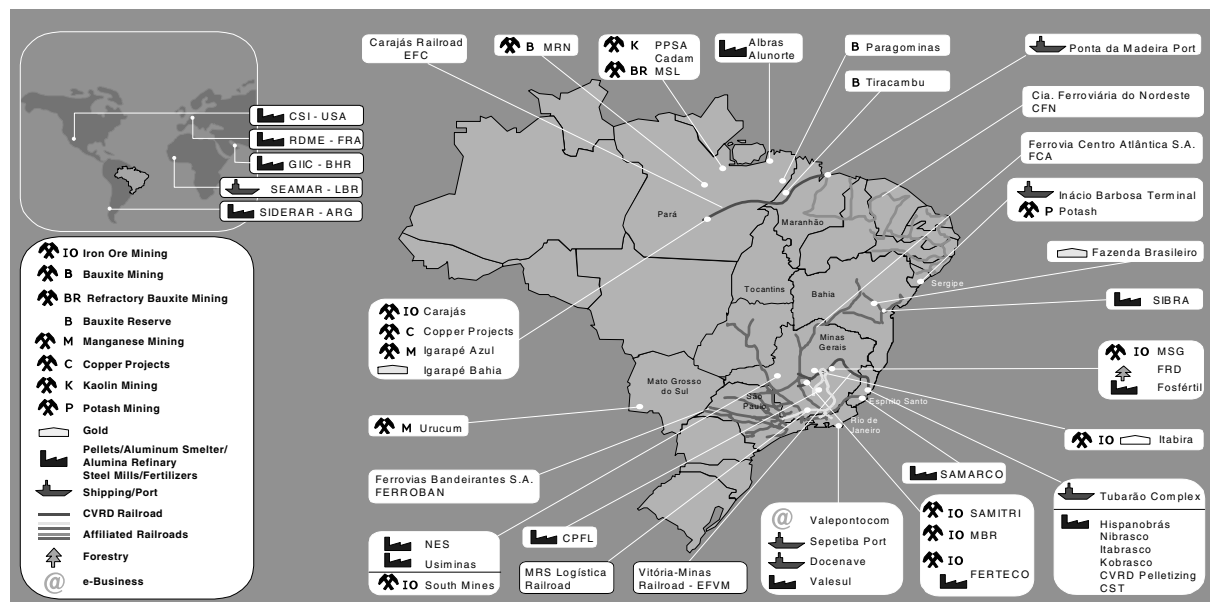 Carajás Railroad
EFC
B MRN
K PPSA
Cadam
BR MSL
Albras
Alunorte
B Paragominas
B Tiracambu
Ponta da Madeira Port
Cia. Ferroviária do Nordeste
CFN
Ferrovia Centro Atlântica S.A.
FCA
Inácio Barbosa Terminal
P Potash
Fazenda Brasileiro
SIBRA
IO MSG
FRD
Fosfértil
IO Itabira
CSI - USA
RDME - FRA
GIIC - BHR
SEAMAR - LBR
SIDERAR - ARG
IO Iron Ore Mining
B Bauxite Mining
BR Refractory Bauxite Mining
B Bauxite Reserve
M Manganese Mining
C Copper Projects
K Kaolin Mining
P Potash Mining
Gold
Pellets/Aluminum Smelter/
Alumina Refinary
Steel Mills/Fertilizers
Shipping/Port
CVRD Railroad
Affiliated Railroads
Forestry
@ e-Business
Pará
Maranhão
Tocantins
Bahia
Sergipe
Minas
Gerais
Mato Grosso
do Sul
São
Paulo
Espírito Santo
Rio de
Janeiro
IO Carajás
C Copper Projects
M Igarapé Azul
Igarapé Bahia
M Urucum
Ferrovias Bandeirantes S.A.
FERROBAN
NES
Usiminas
IO South Mines
CPFL
MRS Logística
Railroad
Vitória-Minas
Railroad - EFVM
@ Valepontocom
Sepetiba Port
Docenave
Valesul
SAMARCO
IO SAMITRI
IO MBR
IO
FERTECO
Tubarão Complex
Hispanobrás
Nibrasco
Itabrasco
Kobrasco
CVRD Pelletizing
CST